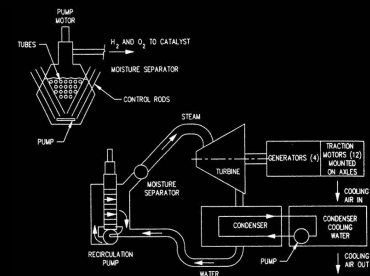 PUMP
MOTOR
TUBES
H2 AND O2 TO CATALYST
MOISTURE SEPARATOR
CONTROL RODS
PUMP
STEAM
TURBINE
GENERATORS (4)
TRACTION
MOTORS (12)
MOUNTED
ON AXLES
MOISTURE
SEPARATOR
COOLING
AIR IN
CONDENSER
CONDENSER
COOLING
WATER
PUMP
RECIRCULATION
PUMP
WATER
COOLING
AIR OUT